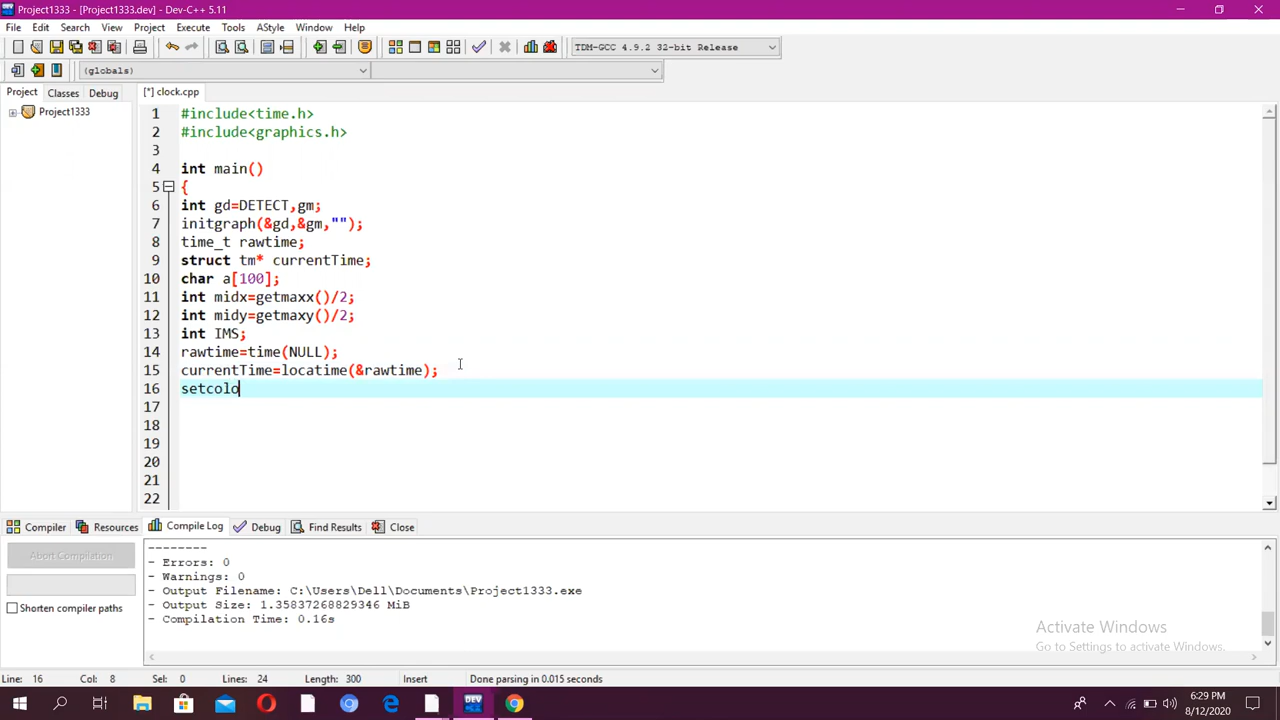 Project1333 - [Project1333.dev] - Dev-C++ 5.11
File Edit Search View Project Execute Tools AStyle Window Help
TDM-GCC 4.9.2 32-bit Release
(globals)
Project Classes Debug [*] clock.cpp
Project1333
1 #include<time.h>
2 #include<graphics.h>
3
4 int main()
5 {
6 int gd=DETECT,gm;
7 initgraph(&gd,&gm,"");
8 time_t rawtime;
9 struct tm* currentTime;
10 char a[100];
11 int midx=getmaxx()/2;
12 int midy=getmaxy()/2;
13 int IMS;
14 rawtime=time(NULL);
15 currentTime=locatime(&rawtime);
16 setcolo
17
18
19
20
21
22
Compiler Resources Compile Log Debug Find Results Close
Abort Compilation
Shorten compiler paths
--------
- Errors: 0
- Warnings: 0
- Output Filename: C:\Users\Dell\Documents\Project1333.exe
- Output Size: 1.35837268829346 MiB
- Compilation Time: 0.16s
Activate Windows
Go to Settings to activate Windows.
Line: 16 Col: 8 Sel: 0 Lines: 24 Length: 300 Insert Done parsing in 0.015 seconds
DEV
6:29 PM
8/12/2020